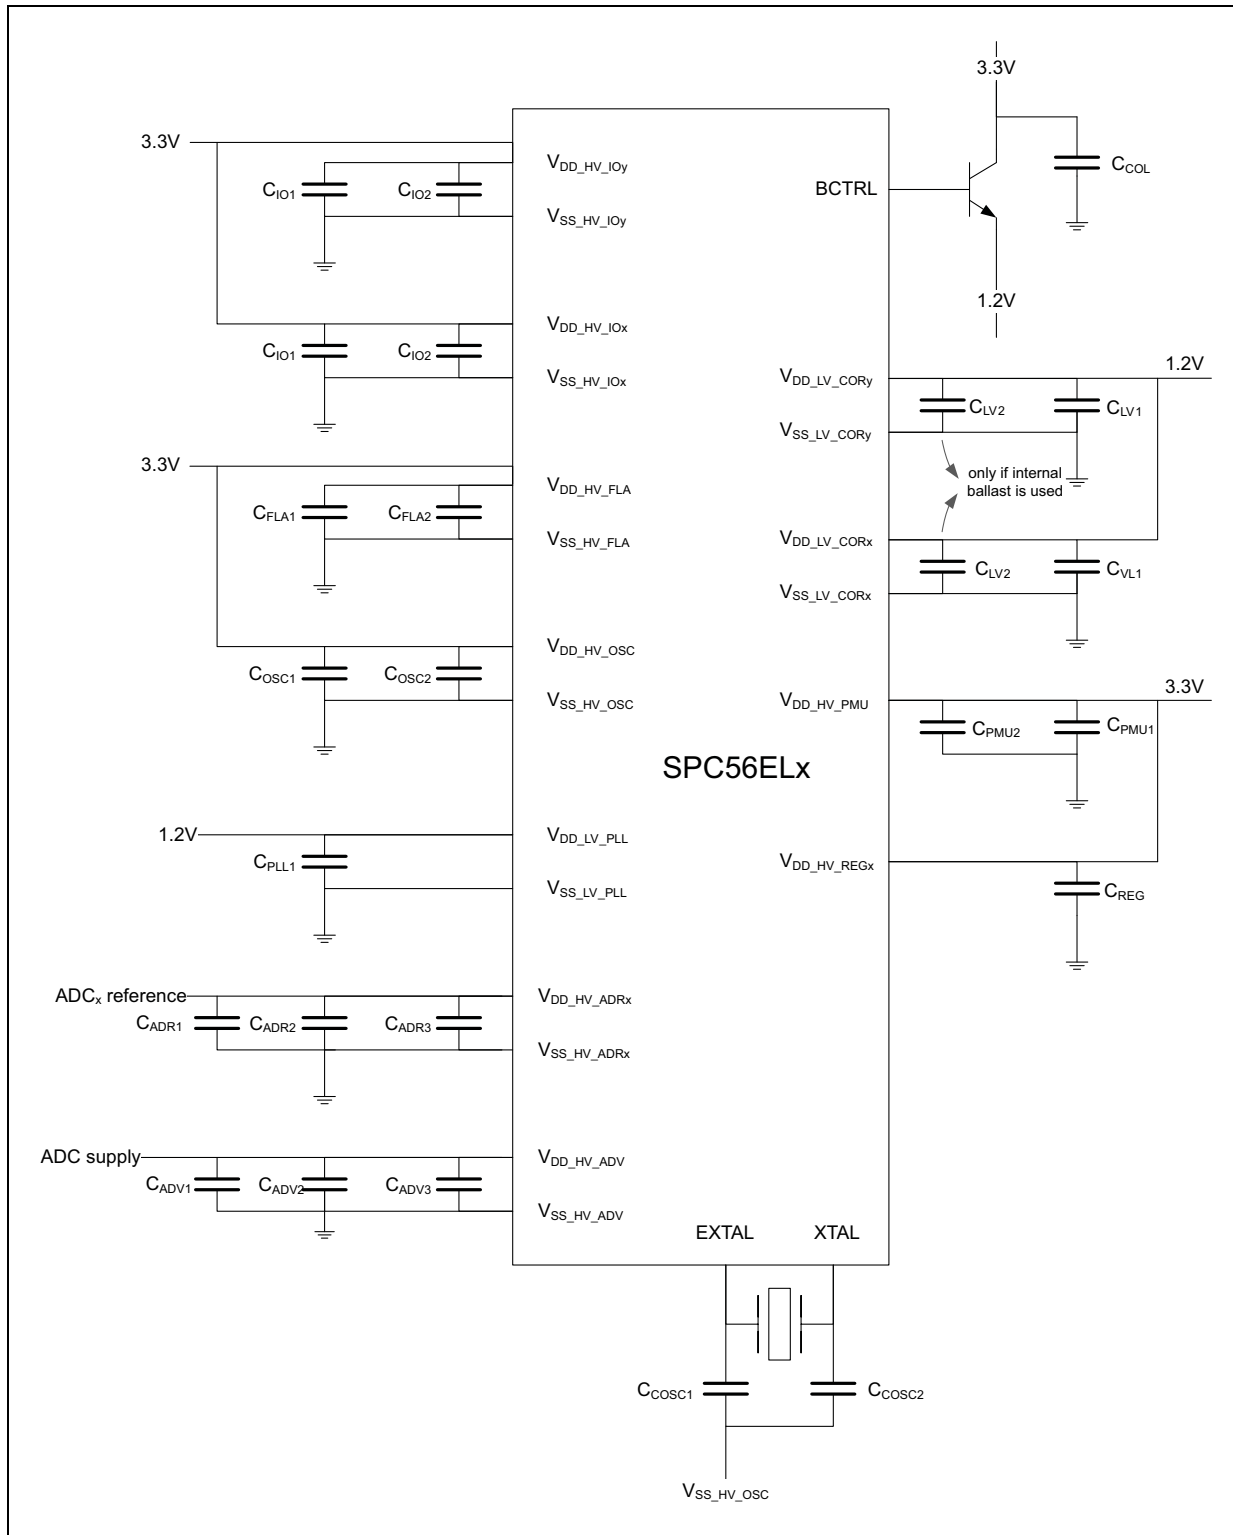 3.3V
3.3V
V_DD_HV_IOy
C_IO1
C_IO2
V_SS_HV_IOy
BCTRL
C_COL
1.2V
V_DD_HV_IOx
C_IO1
C_IO2
V_SS_HV_IOx
V_DD_LV_CORy
1.2V
C_LV2
C_LV1
V_SS_LV_CORy
only if internal
ballast is used
3.3V
V_DD_HV_FLA
C_FLA1
C_FLA2
V_SS_HV_FLA
V_DD_LV_CORx
C_LV2
C_VL1
V_SS_LV_CORx
V_DD_HV_OSC
C_OSC1
C_OSC2
V_SS_HV_OSC
V_DD_HV_PMU
3.3V
C_PMU2
C_PMU1
SPC56ELx
1.2V
V_DD_LV_PLL
C_PLL1
V_SS_LV_PLL
V_DD_HV_REGx
C_REG
ADCx reference
V_DD_HV_ADRx
C_ADR1
C_ADR2
C_ADR3
V_SS_HV_ADRx
ADC supply
V_DD_HV_ADV
C_ADV1
C_ADV2
C_ADV3
V_SS_HV_ADV
EXTAL
XTAL
C_COSC1
C_COSC2
V_SS_HV_OSC